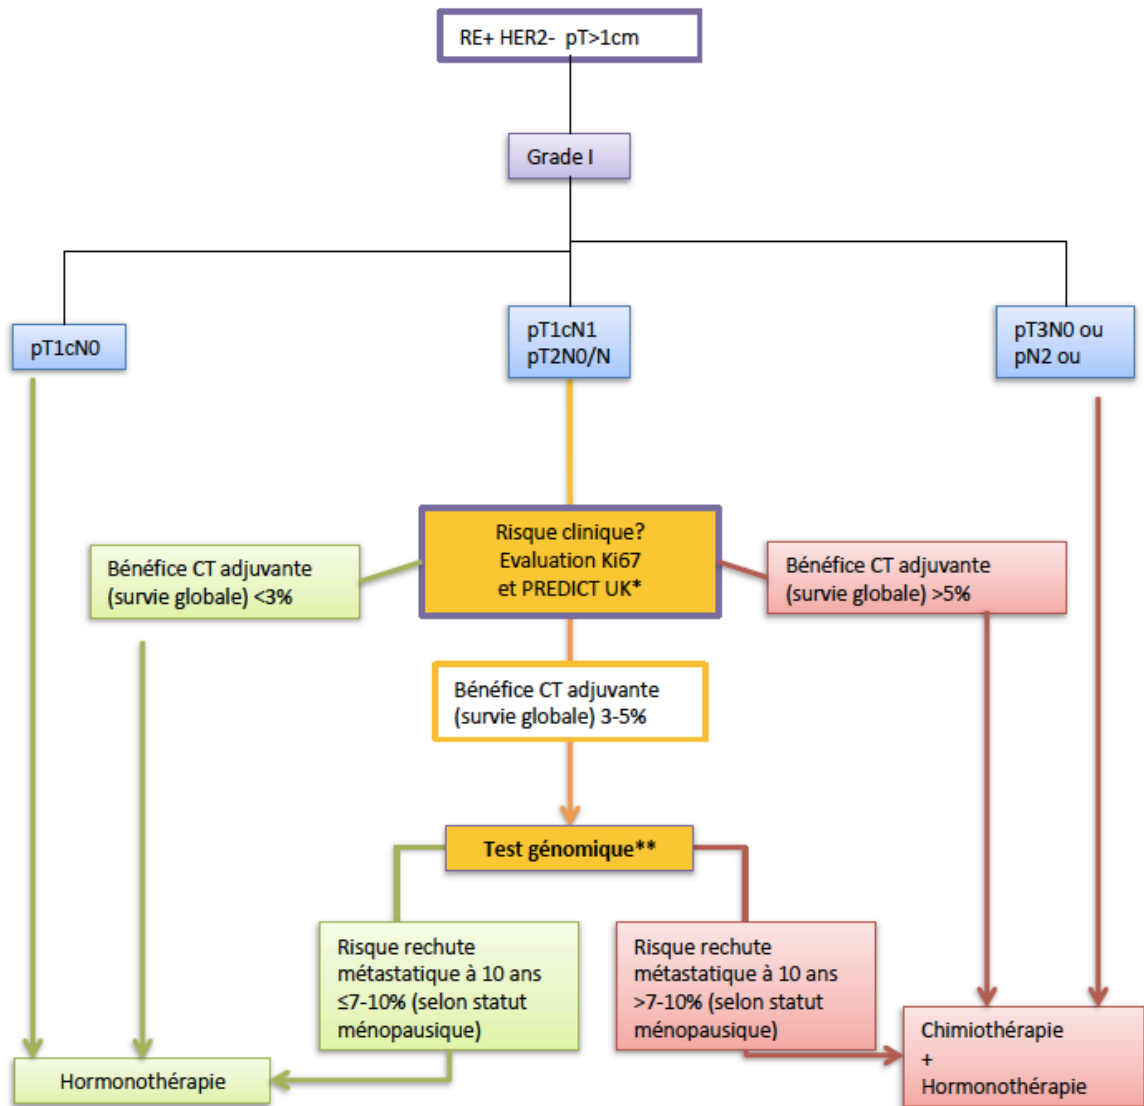 RE+ HER2- pT>1cm
Grade I
pT1cN0
pT1cN1
pT2N0/N
pT3N0 ou
pN2 ou
Risque clinique?
Evaluation Ki67
et PREDICT UK*
Bénéfice CT adjuvante
(survie globale) <3%
Bénéfice CT adjuvante
(survie globale) >5%
Bénéfice CT adjuvante
(survie globale) 3-5%
Test génomique**
Risque rechute
métastatique à 10 ans
≤7-10% (selon statut
ménopausique)
Risque rechute
métastatique à 10 ans
>7-10% (selon statut
ménopausique)
Hormonothérapie
Chimiothérapie
+
Hormonothérapie